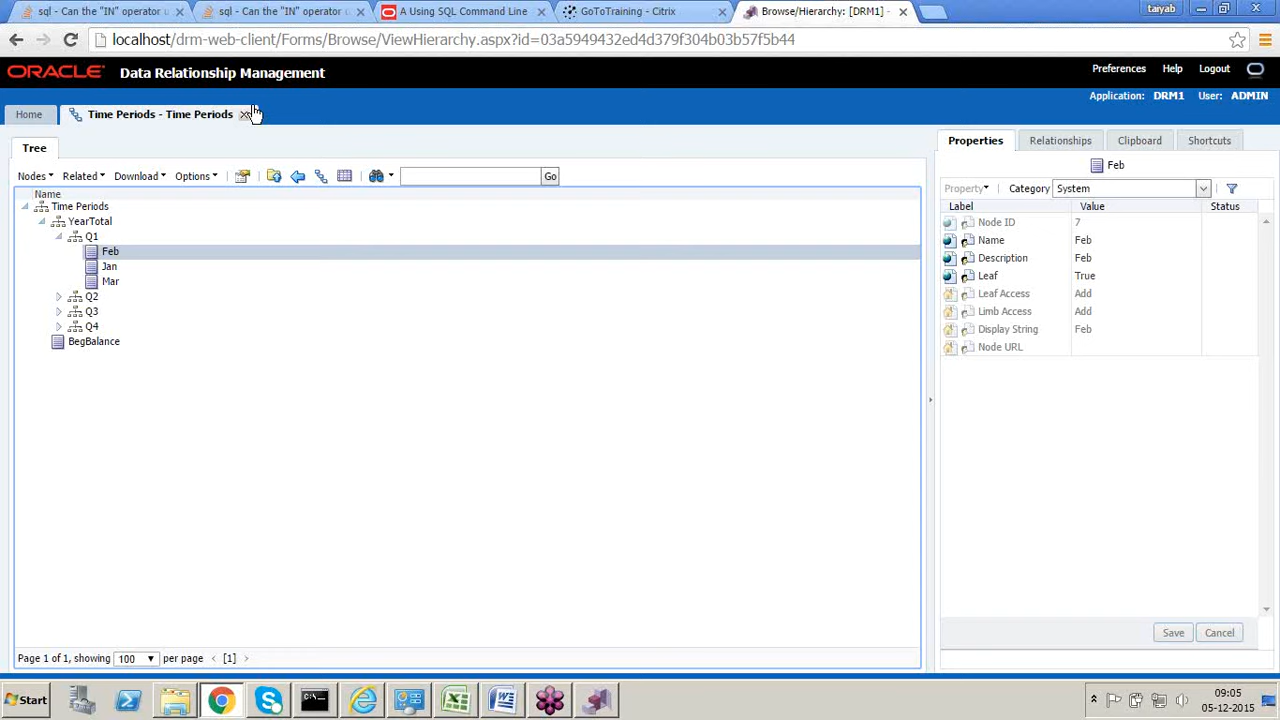 sql - Can the "IN" operator u
sql - Can the "IN" operator o
A Using SQL Command Line
GoToTraining - Citrix
Browse/Hierarchy: [DRM1] -
taiyab
localhost/drm-web-client/Forms/Browse/ViewHierarchy.aspx?id=03a5949432ed4d379f304b03b57f5b44
ORACLE Data Relationship Management
Preferences Help Logout
Application: DRM1 User: ADMIN
Home
Time Periods - Time Periods
Tree
Nodes Related Download Options Go
Name
Time Periods
YearTotal
Q1
Feb
Jan
Mar
Q2
Q3
Q4
BegBalance
Page 1 of 1, showing 100 per page < [1] >
Properties Relationships Clipboard Shortcuts
Feb
Property Category System
Label Value Status
Node ID 7
Name Feb
Description Feb
Leaf True
Leaf Access Add
Limb Access Add
Display String Feb
Node URL
Save Cancel
Start
09:05
05-12-2015